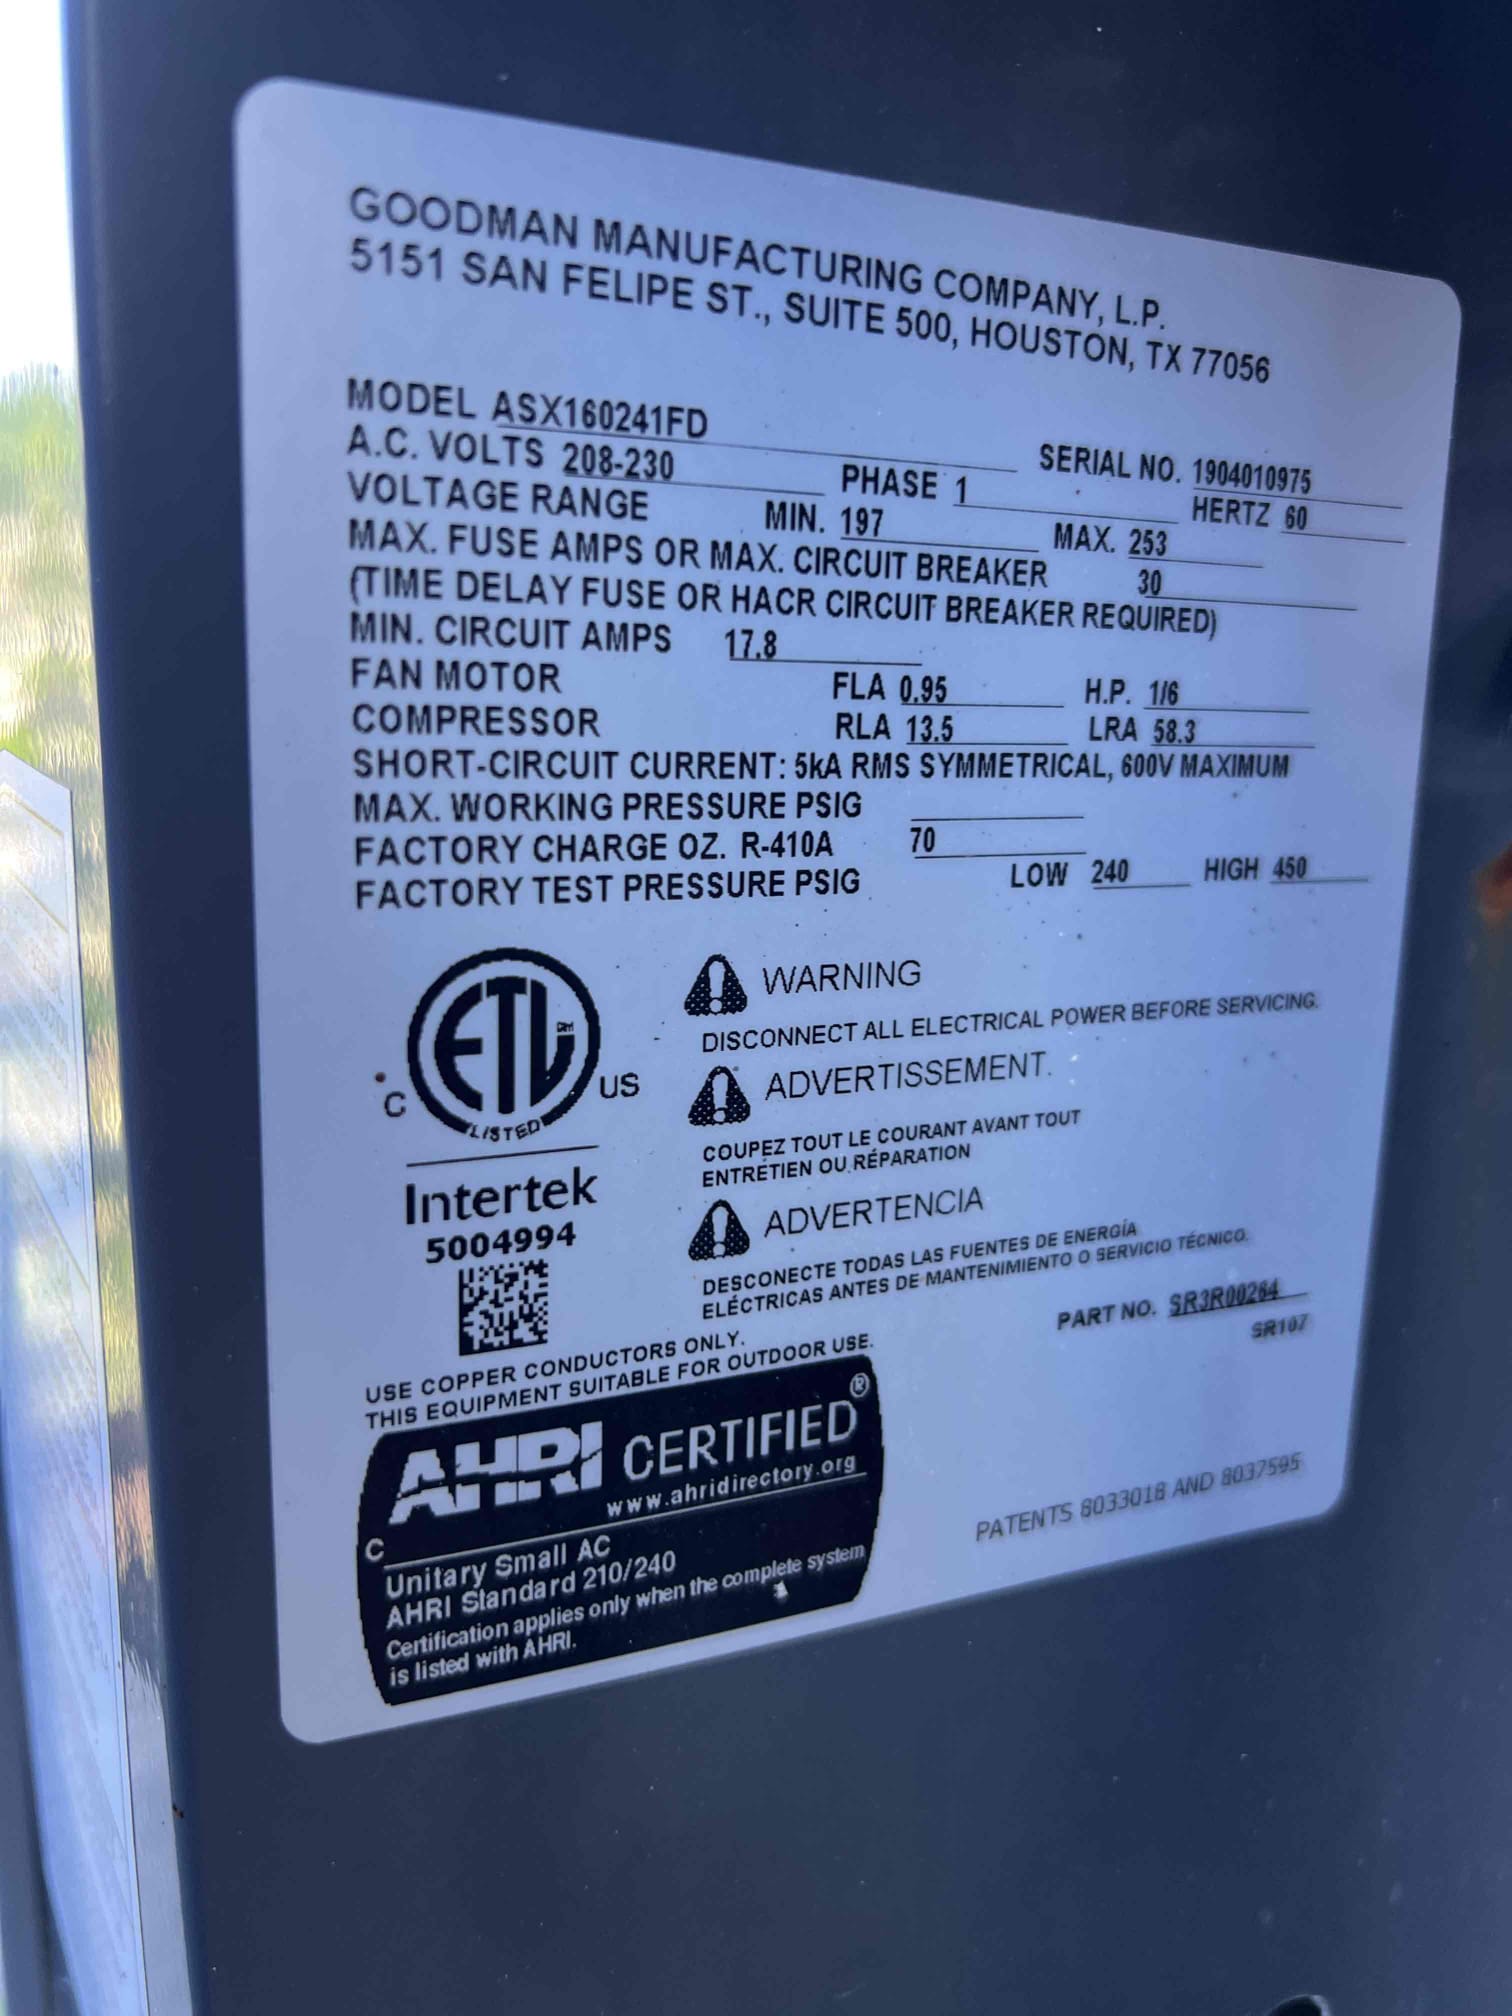 GOODMAN MANUFACTURING COMPANY, L.P.
5151 SAN FELIPE ST., SUITE 500, HOUSTON, TX 77056
MODEL ASX160241FD SERIAL NO. 1904010975
A.C. VOLTS 208-230 PHASE 1 HERTZ 60
VOLTAGE RANGE MIN. 197 MAX. 253
MAX. FUSE AMPS OR MAX. CIRCUIT BREAKER 30
(TIME DELAY FUSE OR HACR CIRCUIT BREAKER REQUIRED)
MIN. CIRCUIT AMPS 17.8
FAN MOTOR FLA 0.95 H.P. 1/6
COMPRESSOR RLA 13.5 LRA 58.3
SHORT-CIRCUIT CURRENT: 5kA RMS SYMMETRICAL, 600V MAXIMUM
MAX. WORKING PRESSURE PSIG
FACTORY CHARGE OZ. R-410A 70
FACTORY TEST PRESSURE PSIG LOW 240 HIGH 450
C ETL US
LISTED
Intertek
5004994
WARNING
DISCONNECT ALL ELECTRICAL POWER BEFORE SERVICING.
ADVERTISSEMENT.
COUPEZ TOUT LE COURANT AVANT TOUT
ENTRETIEN OU RÉPARATION
ADVERTENCIA
DESCONECTE TODAS LAS FUENTES DE ENERGÍA
ELÉCTRICAS ANTES DE MANTENIMIENTO O SERVICIO TÉCNICO.
PART NO. SR3R00264
SR107
USE COPPER CONDUCTORS ONLY.
THIS EQUIPMENT SUITABLE FOR OUTDOOR USE.
AHRI CERTIFIED®
www.ahridirectory.org
C
Unitary Small AC
AHRI Standard 210/240
Certification applies only when the complete system
is listed with AHRI.
PATENTS 8033018 AND 8037595